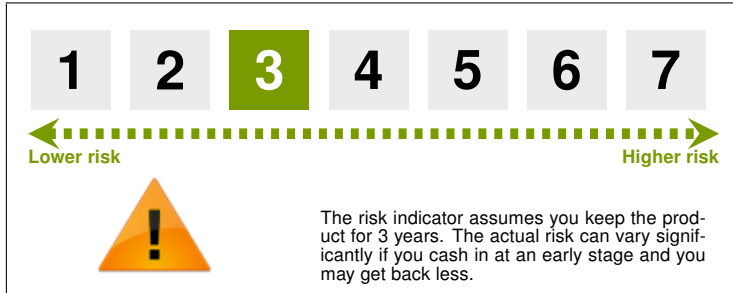 1 2 3 4 5 6 7
Lower risk Higher risk
!
The risk indicator assumes you keep the prod-
uct for 3 years. The actual risk can vary signif-
icantly if you cash in at an early stage and you
may get back less.